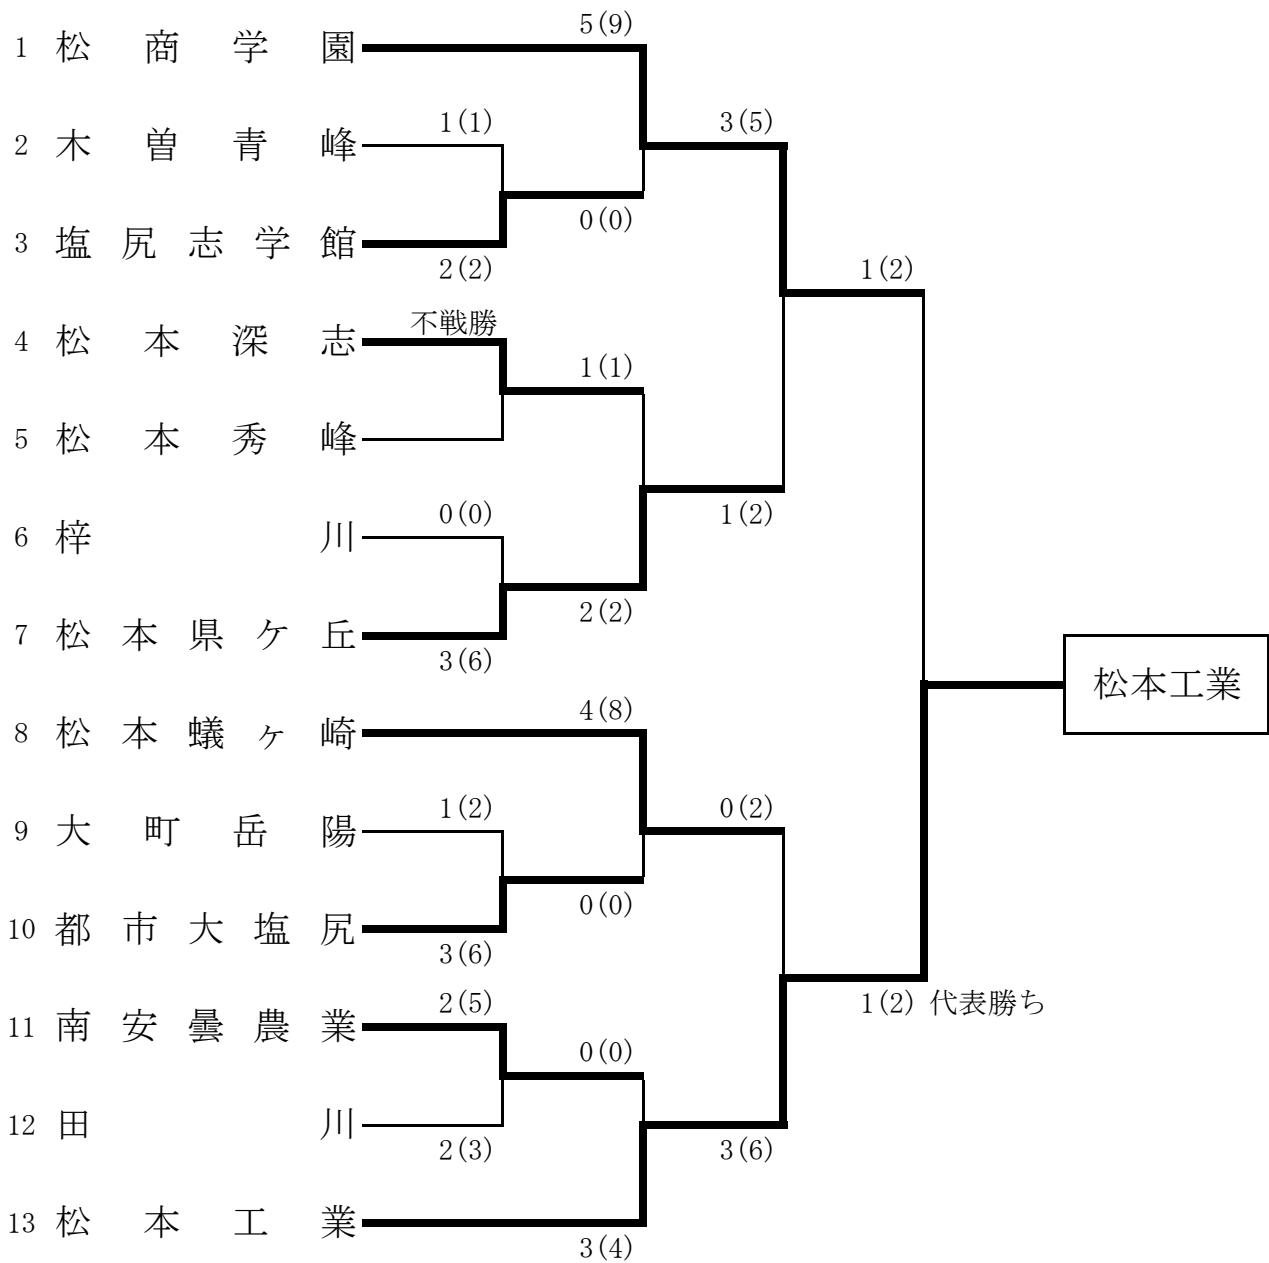 5(9)
1 松商学園
1(1) 3(5)
2 木曽青峰
0(0)
3 塩尻志学館
2(2) 1(2)
不戦勝
4 松本深志
1(1)
5 松本秀峰
0(0) 1(2)
6 梓川
2(2)
7 松本県ケ丘
3(6)
松本工業
4(8)
8 松本蟻ヶ崎
1(2) 0(2)
9 大町岳陽
0(0)
10 都市大塩尻
3(6)
2(5) 1(2) 代表勝ち
11 南安曇農業
0(0)
12 田川
2(3) 3(6)
13 松本工業
3(4)